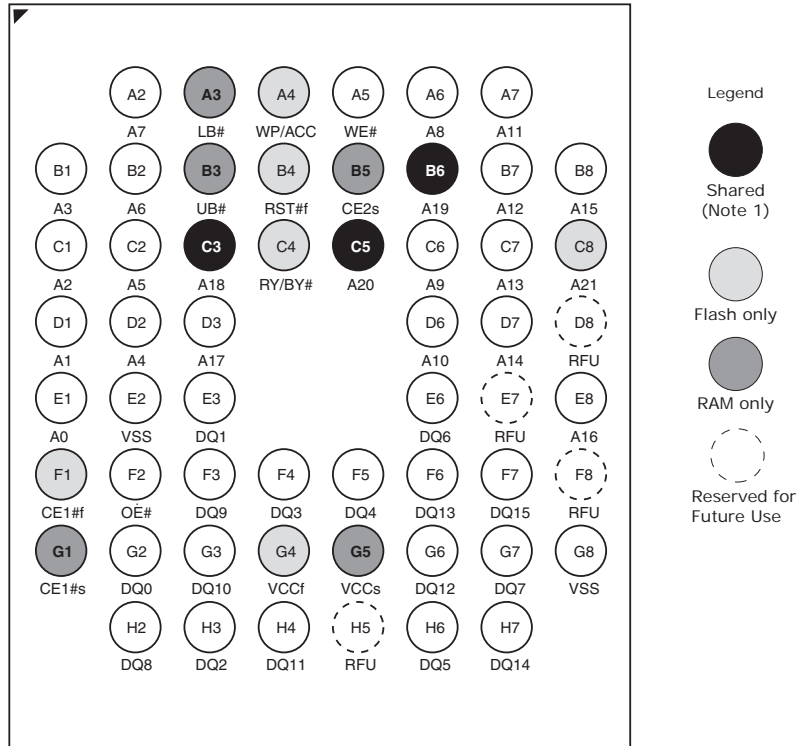 A2 A3 A4 A5 A6 A7
A7 LB# WP/ACC WE# A8 A11
B1 B2 B3 B4 B5 B6 B7 B8
A3 A6 UB# RST#f CE2s A19 A12 A15
C1 C2 C3 C4 C5 C6 C7 C8
A2 A5 A18 RY/BY# A20 A9 A13 A21
D1 D2 D3 D6 D7 D8
A1 A4 A17 A10 A14 RFU
E1 E2 E3 E6 E7 E8
A0 VSS DQ1 DQ6 RFU A16
F1 F2 F3 F4 F5 F6 F7 F8
CE1#f OE# DQ9 DQ3 DQ4 DQ13 DQ15 RFU
G1 G2 G3 G4 G5 G6 G7 G8
CE1#s DQ0 DQ10 VCCf VCCs DQ12 DQ7 VSS
H2 H3 H4 H5 H6 H7
DQ8 DQ2 DQ11 RFU DQ5 DQ14
Legend
Shared
(Note 1)
Flash only
RAM only
Reserved for
Future Use